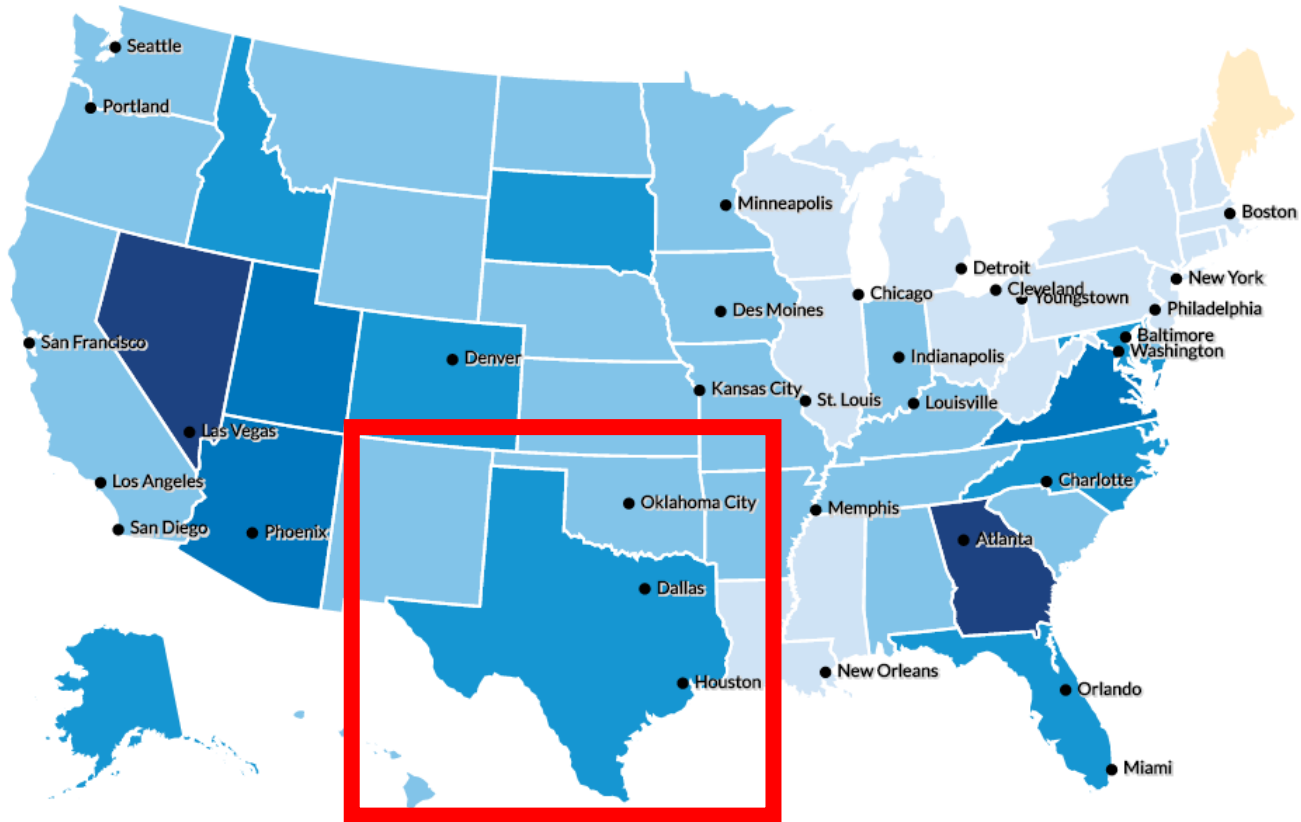 Seattle
Portland
Minneapolis
Boston
Detroit
New York
Cleveland
Youngstown
Chicago
Philadelphia
Des Moines
Baltimore
San Francisco
Washington
Denver
Indianapolis
Kansas City
St. Louis
Louisville
Las Vegas
Los Angeles
Charlotte
Oklahoma City
Memphis
San Diego
Phoenix
Atlanta
Dallas
New Orleans
Houston
Orlando
Miami